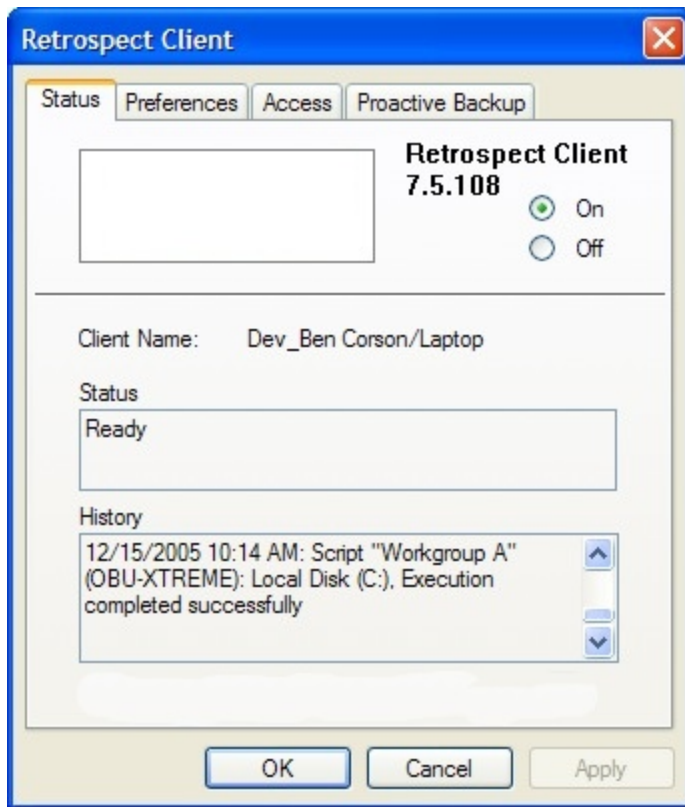 Retrospect Client
Status Preferences Access Proactive Backup
Retrospect Client
7.5.108
On
Off
Client Name: Dev_Ben Corson/Laptop
Status
Ready
History
12/15/2005 10:14 AM: Script "Workgroup A"
(OBU-XTREME): Local Disk (C:), Execution
completed successfully
OK Cancel Apply